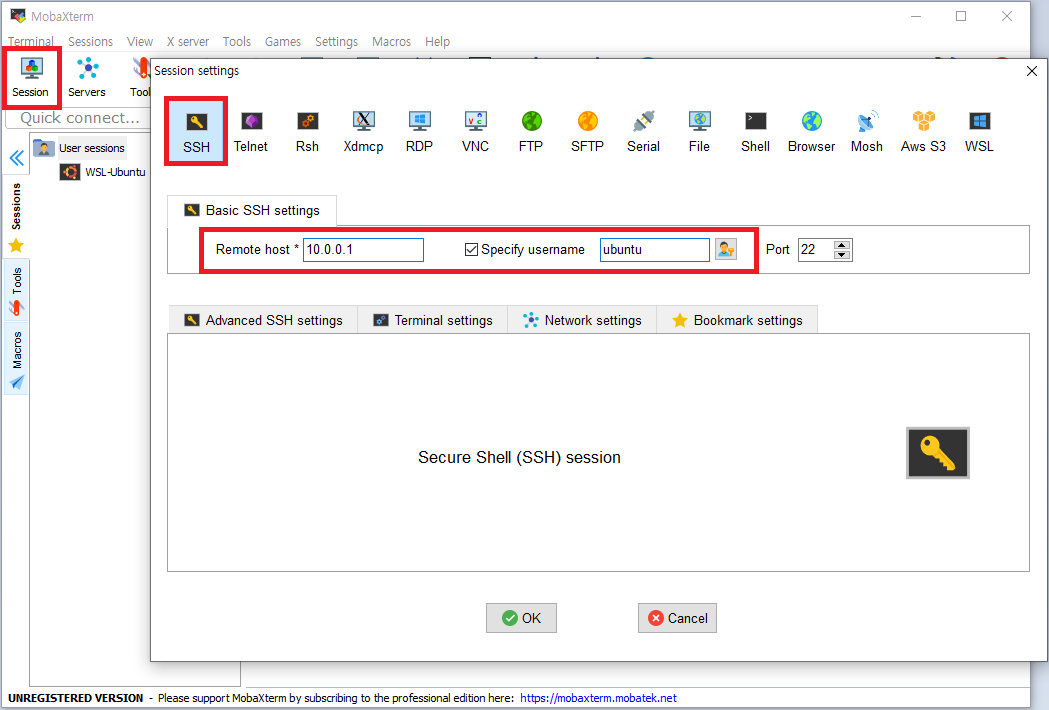 MobaXterm
Terminal Sessions View X server Tools Games Settings Macros Help
Session Servers
Session settings
Quick connect...
User sessions
WSL-Ubuntu
Sessions
Tools
Macros
SSH Telnet Rsh Xdmcp RDP VNC FTP SFTP Serial File Shell Browser Mosh Aws S3 WSL
Basic SSH settings
Remote host * 10.0.0.1 Specify username ubuntu Port 22
Advanced SSH settings Terminal settings Network settings Bookmark settings
Secure Shell (SSH) session
OK Cancel
UNREGISTERED VERSION - Please support MobaXterm by subscribing to the professional edition here: https://mobaxterm.mobatek.net